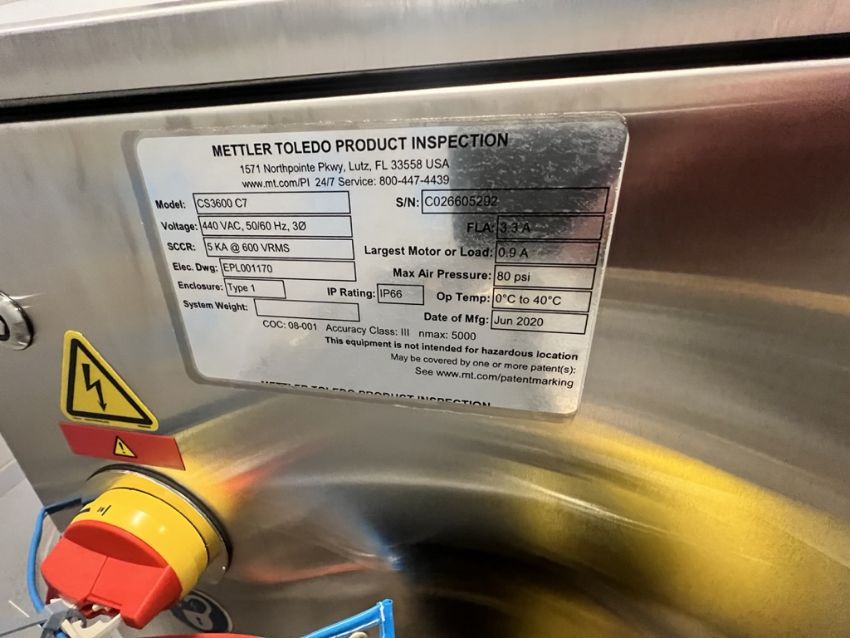 METTLER TOLEDO PRODUCT INSPECTION
1571 Northpointe Pkwy, Lutz, FL 33558 USA
www.mt.com/PI 24/7 Service: 800-447-4439
Model: CS3600 C7 S/N: C026605292
Voltage: 440 VAC, 50/60 Hz, 3Ø FLA: 3.3 A
SCCR: 5 KA @ 600 VRMS Largest Motor or Load: 0.9 A
Elec. Dwg: EPL001170 Max Air Pressure: 80 psi
Enclosure: Type 1 IP Rating: IP66 Op Temp: 0°C to 40°C
System Weight: Date of Mfg: Jun 2020
COC: 08-001 Accuracy Class: III nmax: 5000
This equipment is not intended for hazardous location
May be covered by one or more patent(s):
See www.mt.com/patentmarking
METTLER TOLEDO PRODUCT INSPECTION